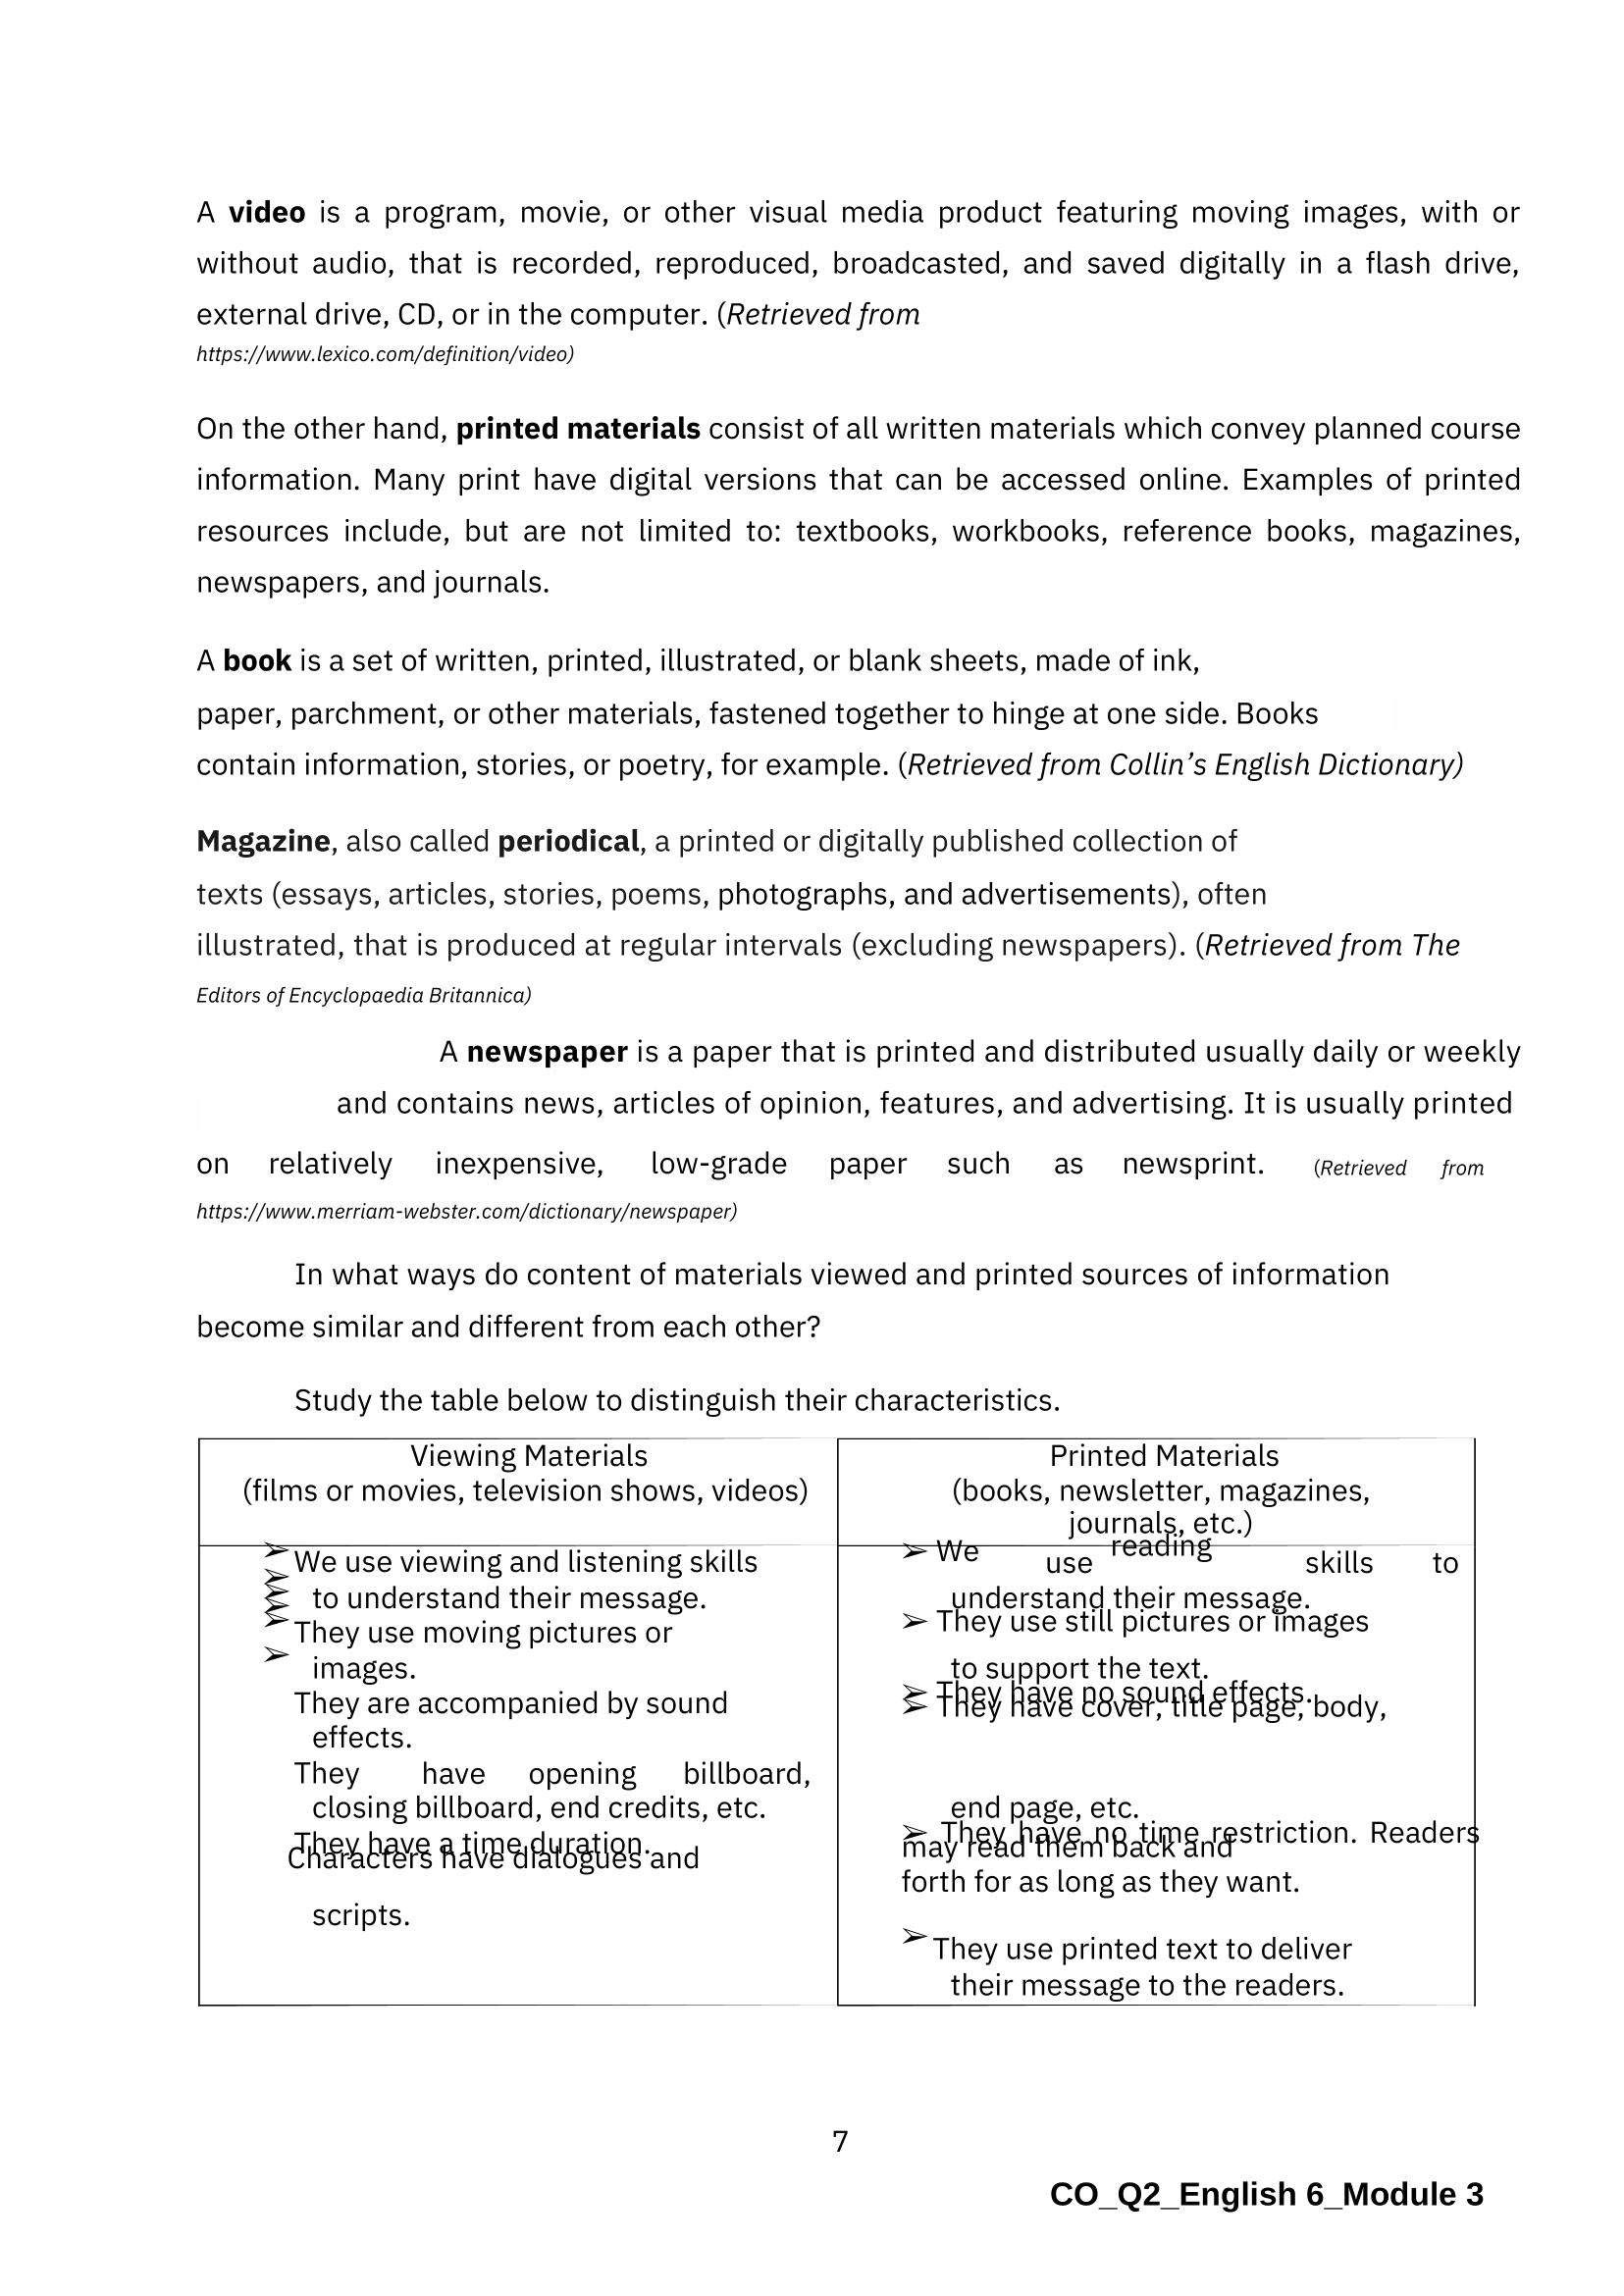 A video is a program, movie, or other visual media product featuring moving images, with or
without audio, that is recorded, reproduced, broadcasted, and saved digitally in a flash drive,
external drive, CD, or in the computer. (Retrieved from
https://www.lexico.com/definition/video)
On the other hand, printed materials consist of all written materials which convey planned course
information. Many print have digital versions that can be accessed online. Examples of printed
resources include, but are not limited to: textbooks, workbooks, reference books, magazines,
newspapers, and journals.
A book is a set of written, printed, illustrated, or blank sheets, made of ink,
paper, parchment, or other materials, fastened together to hinge at one side. Books
contain information, stories, or poetry, for example. (Retrieved from Collin’s English Dictionary)
Magazine, also called periodical, a printed or digitally published collection of
texts (essays, articles, stories, poems, photographs, and advertisements), often
illustrated, that is produced at regular intervals (excluding newspapers). (Retrieved from The
Editors of Encyclopaedia Britannica)
A newspaper is a paper that is printed and distributed usually daily or weekly
and contains news, articles of opinion, features, and advertising. It is usually printed
on relatively inexpensive, low-grade paper such as newsprint. (Retrieved from
https://www.merriam-webster.com/dictionary/newspaper)
In what ways do content of materials viewed and printed sources of information
become similar and different from each other?
Study the table below to distinguish their characteristics.
Viewing Materials
(films or movies, television shows, videos)
➢ We use viewing and listening skills
➢ to understand their message.
➢ They use moving pictures or
➢ images.
➢ They are accompanied by sound
➢ effects.
They have opening billboard,
closing billboard, end credits, etc.
They have a time duration.
Characters have dialogues and
scripts.
Printed Materials
(books, newsletter, magazines,
journals, etc.)
➢ We use reading skills to
understand their message.
➢ They use still pictures or images
to support the text.
➢ They have no sound effects.
➢ They have cover, title page, body,
end page, etc.
➢ They have no time restriction. Readers
may read them back and
forth for as long as they want.
➢ They use printed text to deliver
their message to the readers.
7
CO_Q2_English 6_Module 3